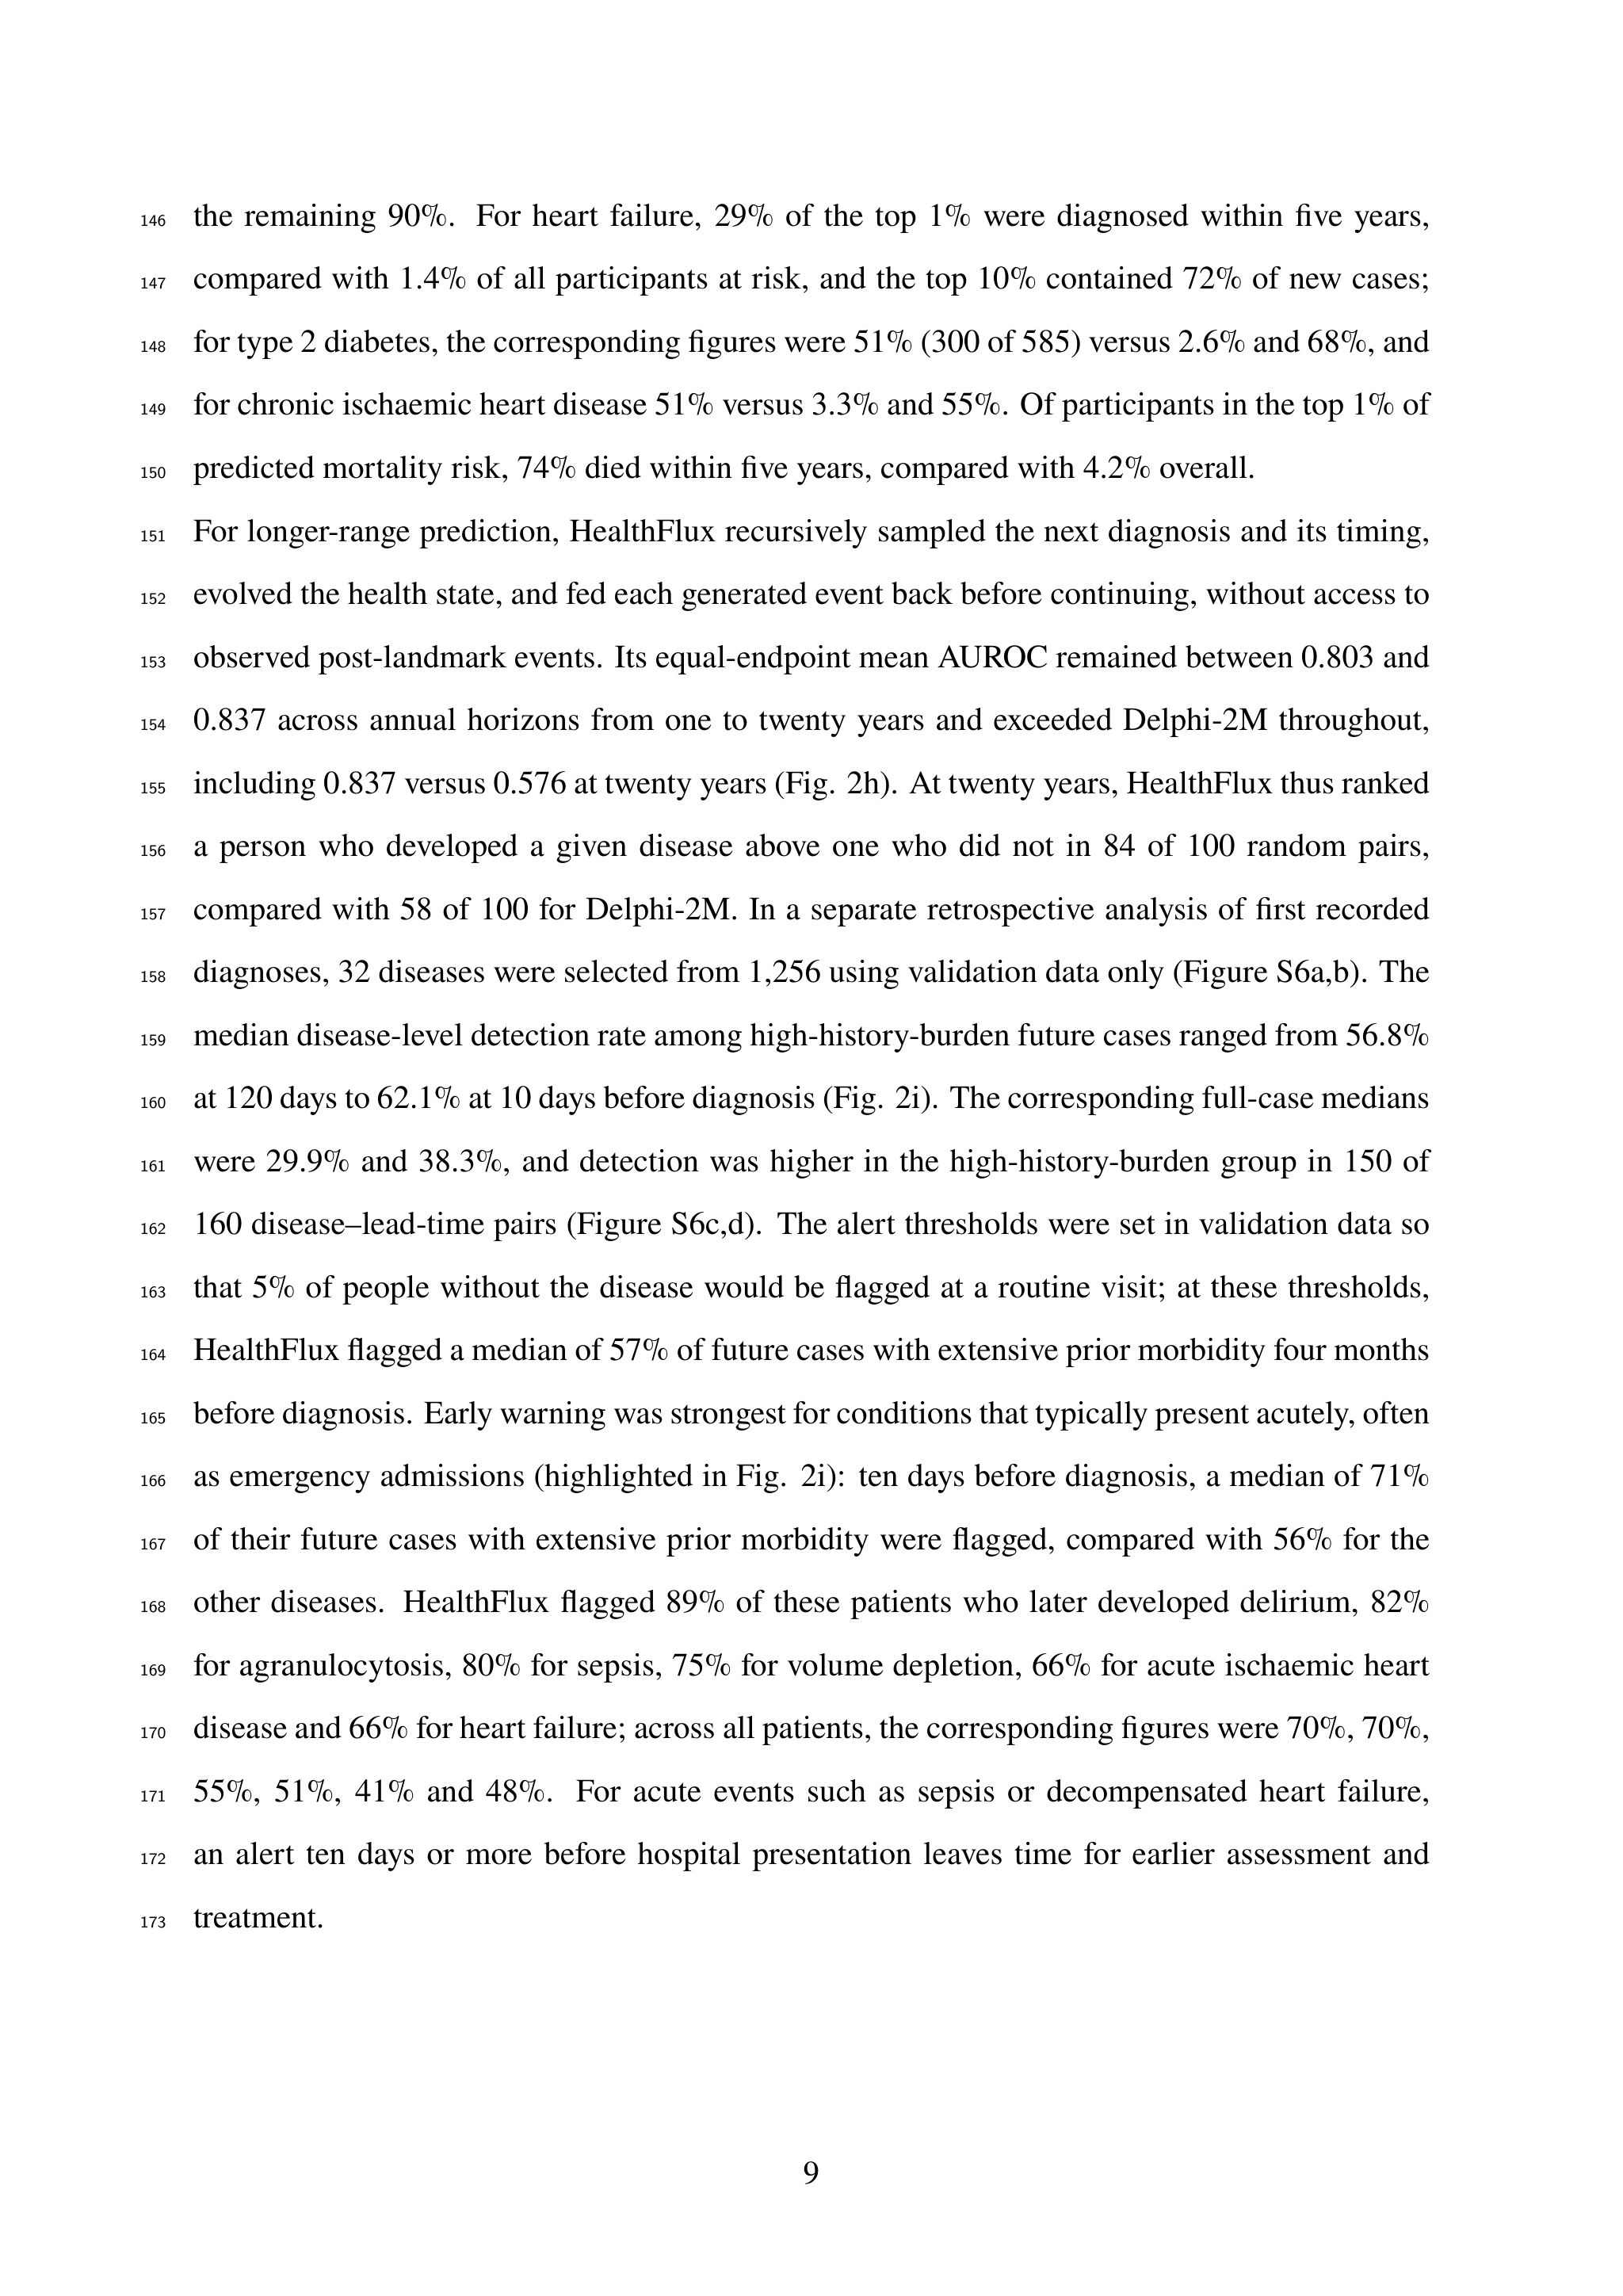 146 the remaining 90%. For heart failure, 29% of the top 1% were diagnosed within five years,
147 compared with 1.4% of all participants at risk, and the top 10% contained 72% of new cases;
148 for type 2 diabetes, the corresponding figures were 51% (300 of 585) versus 2.6% and 68%, and
149 for chronic ischaemic heart disease 51% versus 3.3% and 55%. Of participants in the top 1% of
150 predicted mortality risk, 74% died within five years, compared with 4.2% overall.
151 For longer-range prediction, HealthFlux recursively sampled the next diagnosis and its timing,
152 evolved the health state, and fed each generated event back before continuing, without access to
153 observed post-landmark events. Its equal-endpoint mean AUROC remained between 0.803 and
154 0.837 across annual horizons from one to twenty years and exceeded Delphi-2M throughout,
155 including 0.837 versus 0.576 at twenty years (Fig. 2h). At twenty years, HealthFlux thus ranked
156 a person who developed a given disease above one who did not in 84 of 100 random pairs,
157 compared with 58 of 100 for Delphi-2M. In a separate retrospective analysis of first recorded
158 diagnoses, 32 diseases were selected from 1,256 using validation data only (Figure S6a,b). The
159 median disease-level detection rate among high-history-burden future cases ranged from 56.8%
160 at 120 days to 62.1% at 10 days before diagnosis (Fig. 2i). The corresponding full-case medians
161 were 29.9% and 38.3%, and detection was higher in the high-history-burden group in 150 of
162 160 disease–lead-time pairs (Figure S6c,d). The alert thresholds were set in validation data so
163 that 5% of people without the disease would be flagged at a routine visit; at these thresholds,
164 HealthFlux flagged a median of 57% of future cases with extensive prior morbidity four months
165 before diagnosis. Early warning was strongest for conditions that typically present acutely, often
166 as emergency admissions (highlighted in Fig. 2i): ten days before diagnosis, a median of 71%
167 of their future cases with extensive prior morbidity were flagged, compared with 56% for the
168 other diseases. HealthFlux flagged 89% of these patients who later developed delirium, 82%
169 for agranulocytosis, 80% for sepsis, 75% for volume depletion, 66% for acute ischaemic heart
170 disease and 66% for heart failure; across all patients, the corresponding figures were 70%, 70%,
171 55%, 51%, 41% and 48%. For acute events such as sepsis or decompensated heart failure,
172 an alert ten days or more before hospital presentation leaves time for earlier assessment and
173 treatment.
9